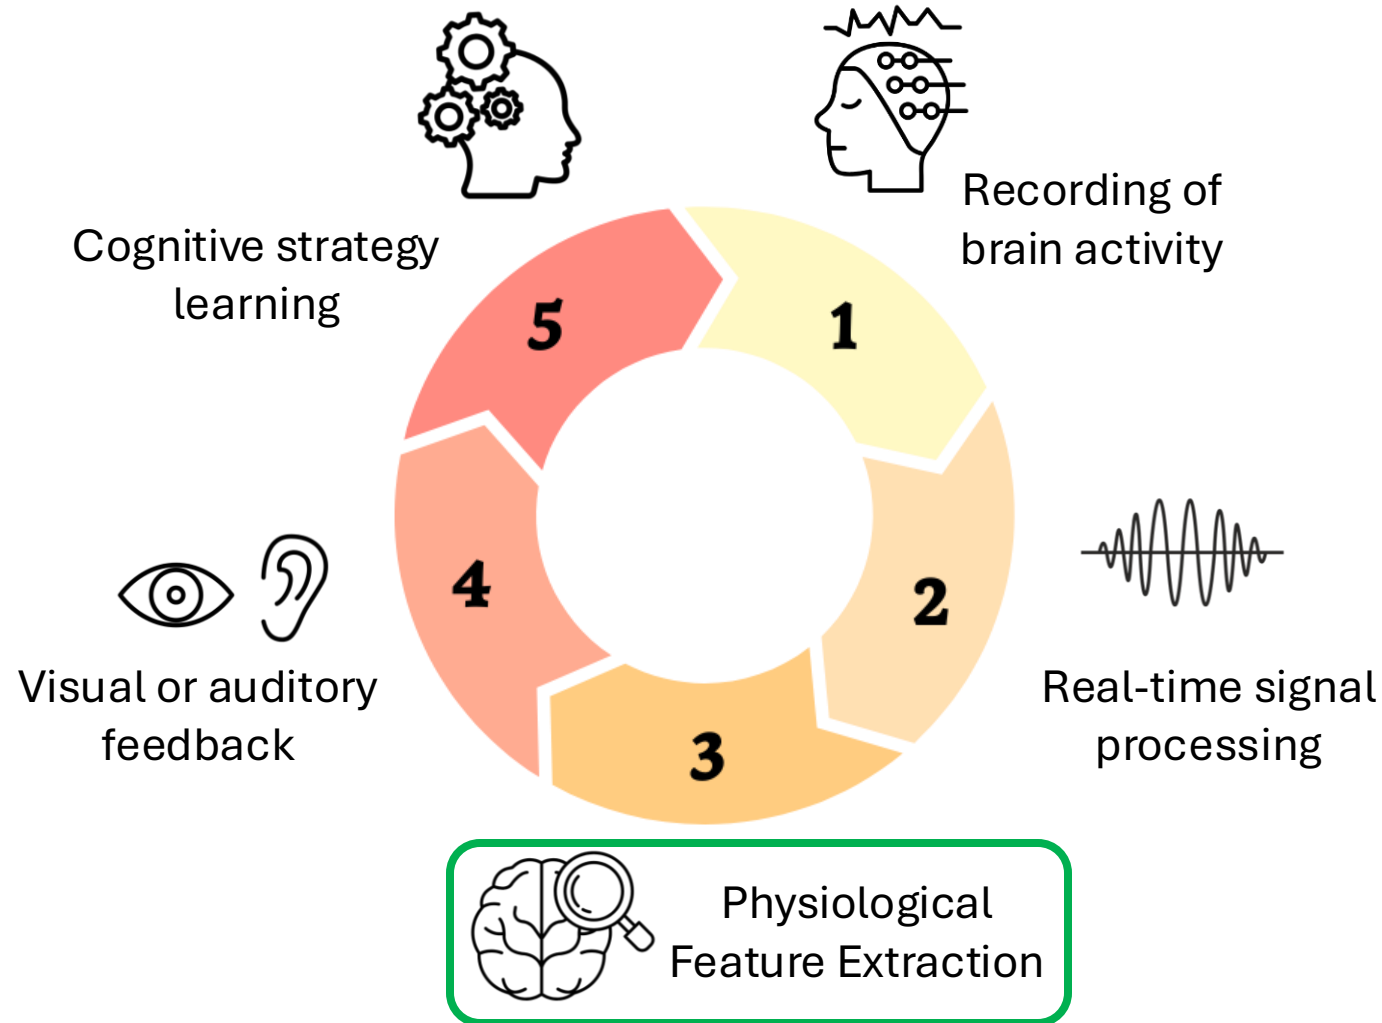 Recording of
brain activity
1
Real-time signal
processing
2
Physiological
Feature Extraction
3
Visual or auditory
feedback
4
Cognitive strategy
learning
5